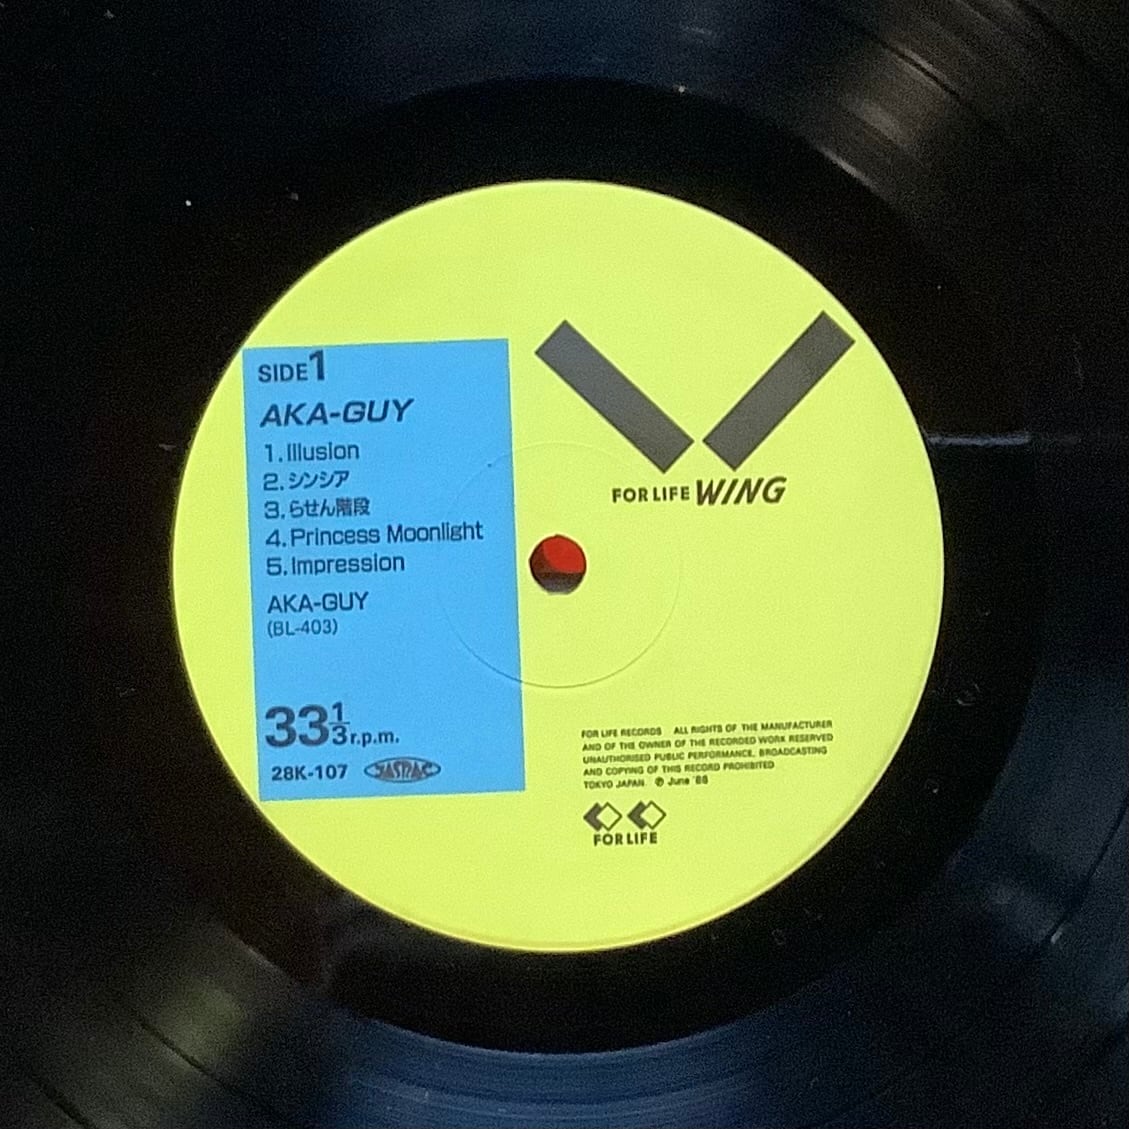 SIDE1
AKA-GUY
1.Illusion
2.シンシア
3.らせん階段
4.Princess Moonlight
5.Impression
AKA-GUY
(BL-403)
33 1/3 r.p.m.
28K-107 JASRAC
FOR LIFE WING
FOR LIFE RECORDS ALL RIGHTS OF THE MANUFACTURER
AND OF THE OWNER OF THE RECORDED WORK RESERVED
UNAUTHORISED PUBLIC PERFORMANCE, BROADCASTING
AND COPYING OF THIS RECORD PROHIBITED
TOKYO JAPAN ℗ June '86
FOR LIFE